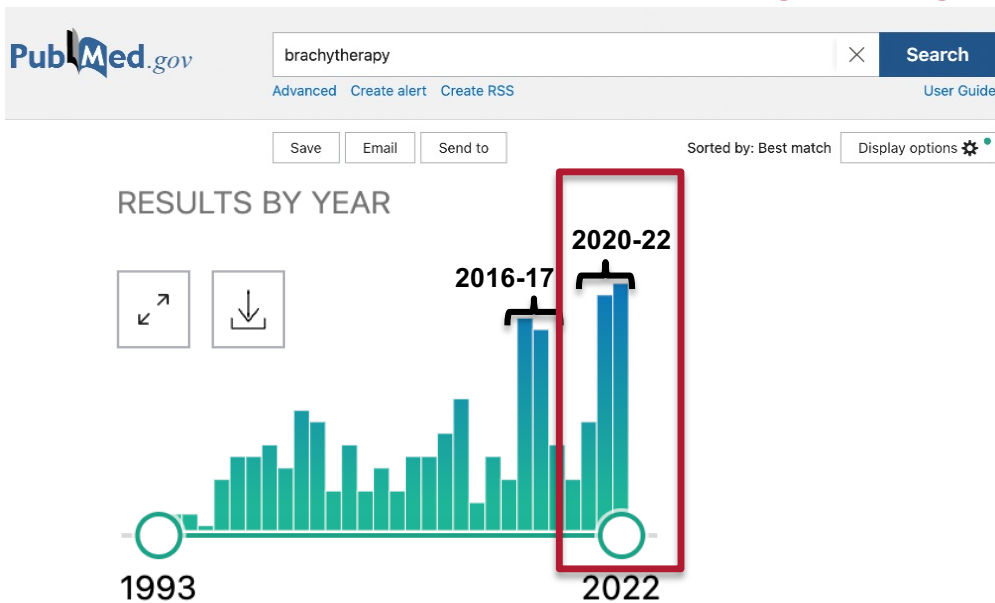 PubMed.gov
brachytherapy
Search
Advanced Create alert Create RSS
User Guide
Save Email Send to
Sorted by: Best match
Display options
RESULTS BY YEAR
2020-22
2016-17
1993
2022